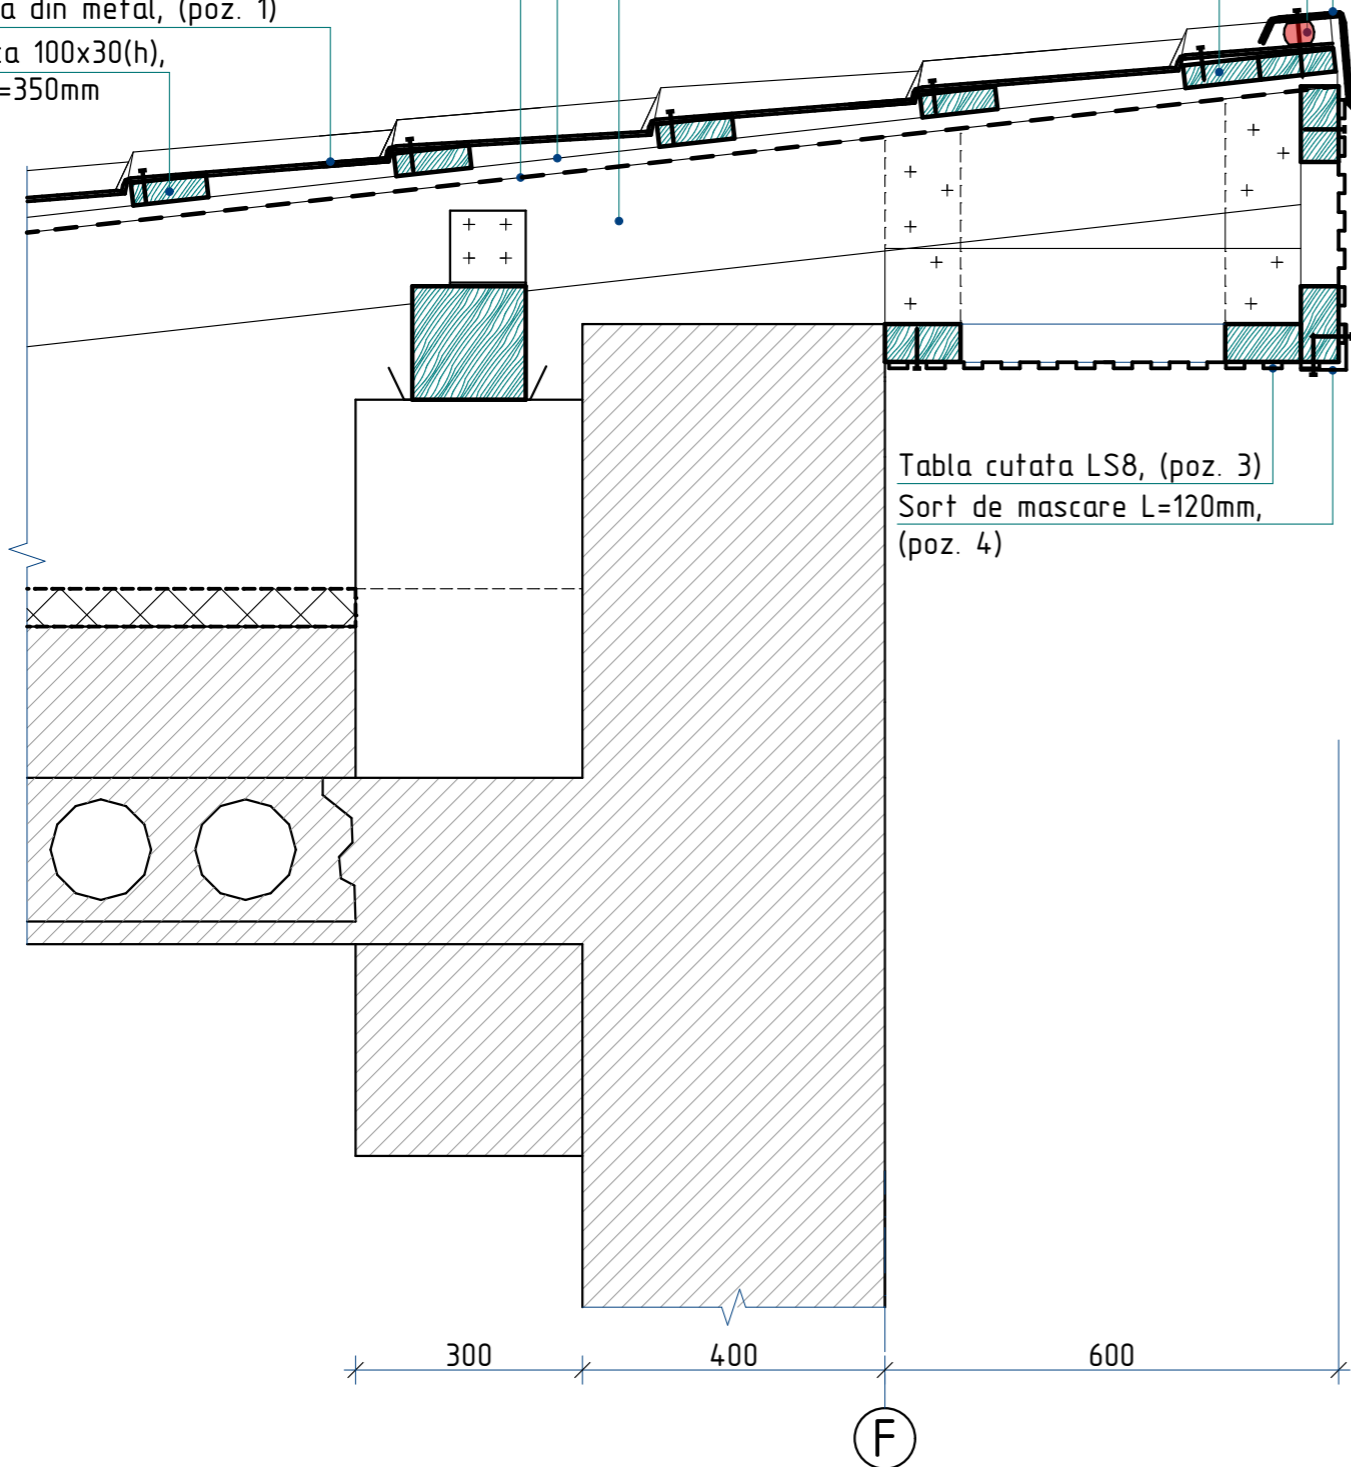 din metal, (poz. 1)
100x30(h),
=350mm
Tabla cutata LS8, (poz. 3)
Sort de mascare L=120mm,
(poz. 4)
300
400
600
F